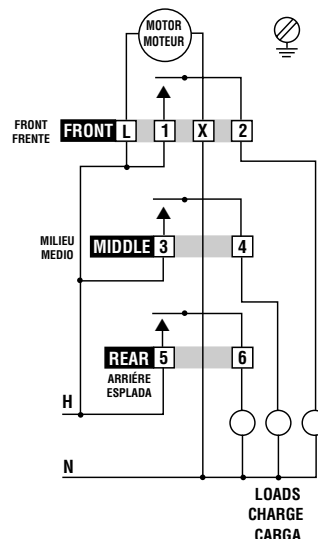 MOTOR
MOTEUR
FRONT
FRENTE
FRONT L 1 X 2
MILIEU
MEDIO
MIDDLE 3 4
REAR 5 6
ARRIÉRE
ESPLADA
H
N
LOADS
CHARGE
CARGA